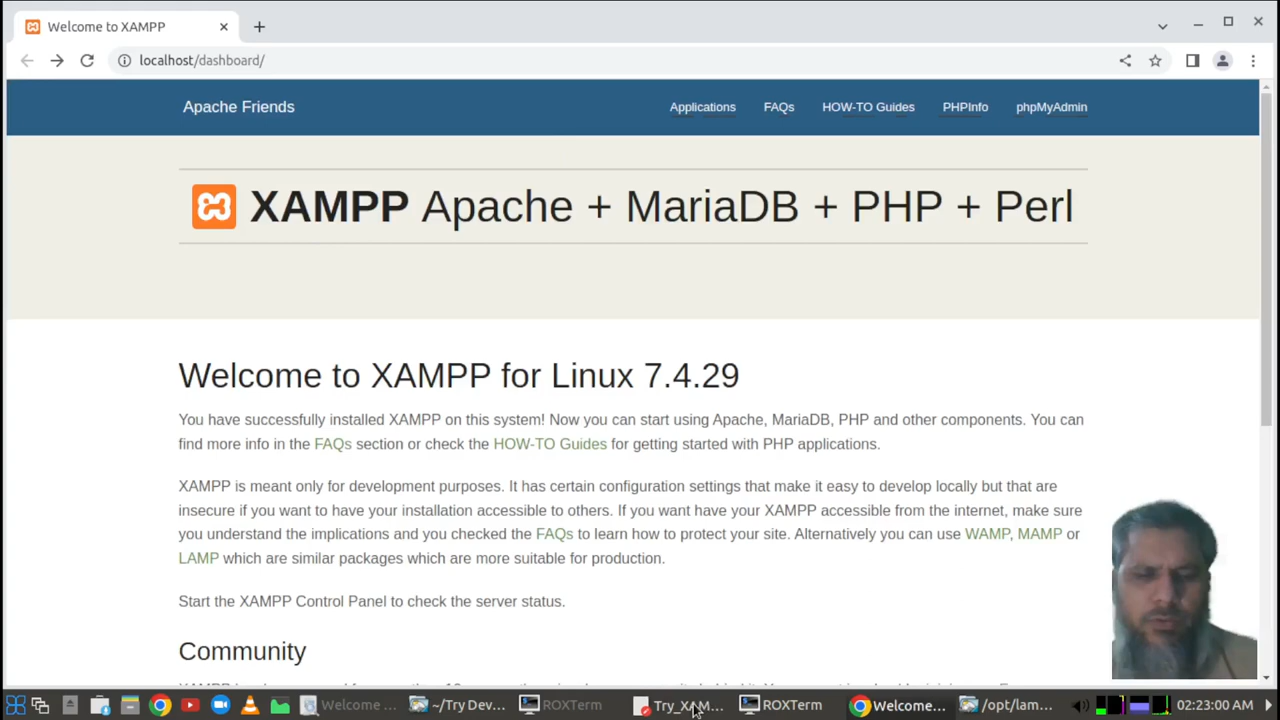 Welcome to XAMPP
localhost/dashboard/
Apache Friends
Applications FAQs HOW-TO Guides PHPInfo phpMyAdmin
XAMPP Apache + MariaDB + PHP + Perl
Welcome to XAMPP for Linux 7.4.29
You have successfully installed XAMPP on this system! Now you can start using Apache, MariaDB, PHP and other components. You can
find more info in the FAQs section or check the HOW-TO Guides for getting started with PHP applications.
XAMPP is meant only for development purposes. It has certain configuration settings that make it easy to develop locally but that are
insecure if you want to have your installation accessible to others. If you want have your XAMPP accessible from the internet, make sure
you understand the implications and you checked the FAQs to learn how to protect your site. Alternatively you can use WAMP, MAMP or
LAMP which are similar packages which are more suitable for production.
Start the XAMPP Control Panel to check the server status.
Community
Welcome ... ~/Try Dev... ROXTerm Try_XAM... ROXTerm Welcome... /opt/lam... 02:23:00 AM